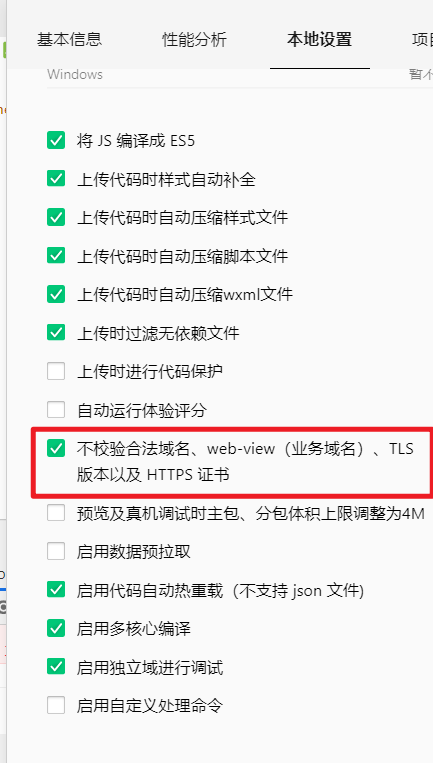 基本信息 性能分析 本地设置 项
Windows 暂不
将 JS 编译成 ES5
上传代码时样式自动补全
上传代码时自动压缩样式文件
上传代码时自动压缩脚本文件
上传代码时自动压缩wxml文件
上传时过滤无依赖文件
上传时进行代码保护
自动运行体验评分
不校验合法域名、web-view（业务域名）、TLS
版本以及 HTTPS 证书
预览及真机调试时主包、分包体积上限调整为4M
启用数据预拉取
启用代码自动热重载（不支持 json 文件)
启用多核心编译
启用独立域进行调试
启用自定义处理命令